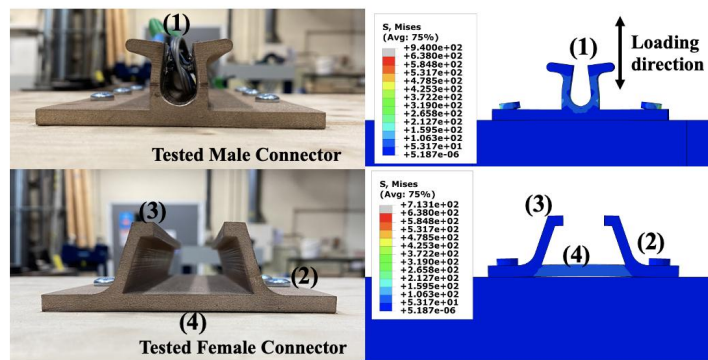 (1)
Tested Male Connector
S, Mises
(Avg: 75%)
+9.400e+02
+6.380e+02
+5.848e+02
+5.317e+02
+4.785e+02
+4.253e+02
+3.722e+02
+3.190e+02
+2.658e+02
+2.127e+02
+1.595e+02
+1.063e+02
+5.317e+01
+5.187e-06
(1)
Loading
direction
(3)
(2)
(4)
Tested Female Connector
S, Mises
(Avg: 75%)
+7.131e+02
+6.380e+02
+5.848e+02
+5.317e+02
+4.785e+02
+4.253e+02
+3.722e+02
+3.190e+02
+2.658e+02
+2.127e+02
+1.595e+02
+1.063e+02
+5.317e+01
+5.187e-06
(3)
(2)
(4)